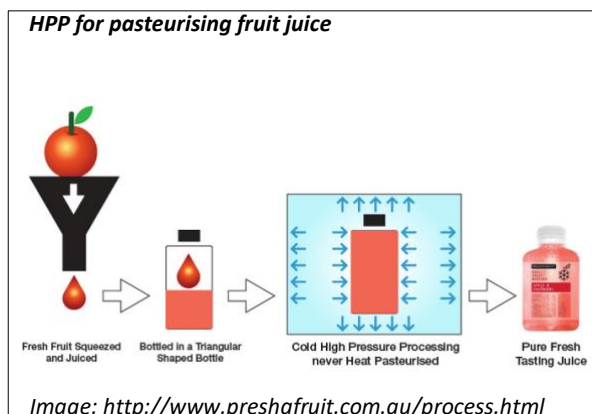 HPP for pasteurising fruit juice
Fresh Fruit Squeezed
and Juiced
Bottled in a Triangular
Shaped Bottle
Cold High Pressure Processing
never Heat Pasteurised
Pure Fresh
Tasting Juice
Image: http://www.preshafruit.com.au/process.html